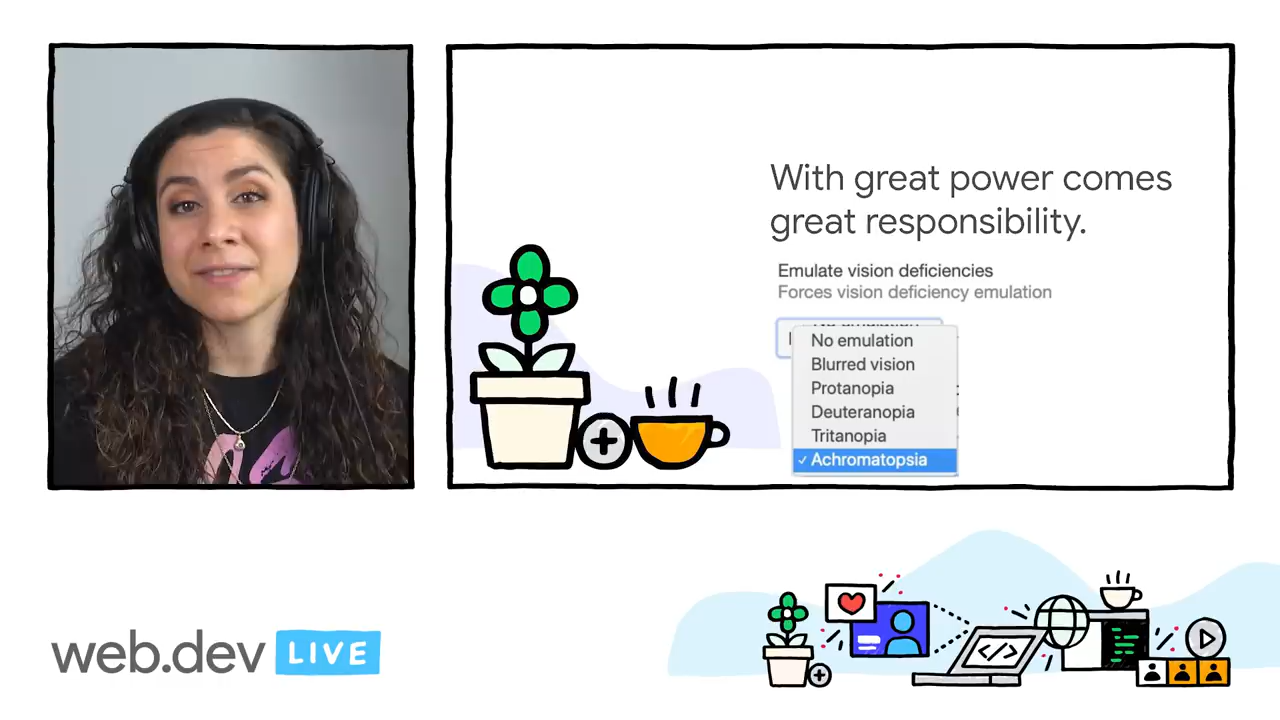 With great power comes
great responsibility.
Emulate vision deficiencies
Forces vision deficiency emulation
No emulation
Blurred vision
Protanopia
Deuteranopia
Tritanopia
✓ Achromatopsia
web.dev LIVE
</>